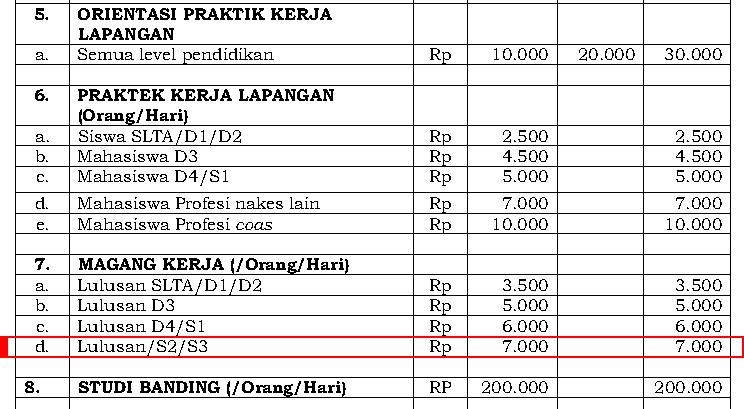 5. ORIENTASI PRAKTIK KERJA
LAPANGAN
a. Semua level pendidikan Rp 10.000 20.000 30.000
6. PRAKTEK KERJA LAPANGAN
(Orang/Hari)
a. Siswa SLTA/D1/D2 Rp 2.500 2.500
b. Mahasiswa D3 Rp 4.500 4.500
c. Mahasiswa D4/S1 Rp 5.000 5.000
d. Mahasiswa Profesi nakes lain Rp 7.000 7.000
e. Mahasiswa Profesi coas Rp 10.000 10.000
7. MAGANG KERJA (/Orang/Hari)
a. Lulusan SLTA/D1/D2 Rp 3.500 3.500
b. Lulusan D3 Rp 5.000 5.000
c. Lulusan D4/S1 Rp 6.000 6.000
d. Lulusan/S2/S3 Rp 7.000 7.000
8. STUDI BANDING (/Orang/Hari) RP 200.000 200.000